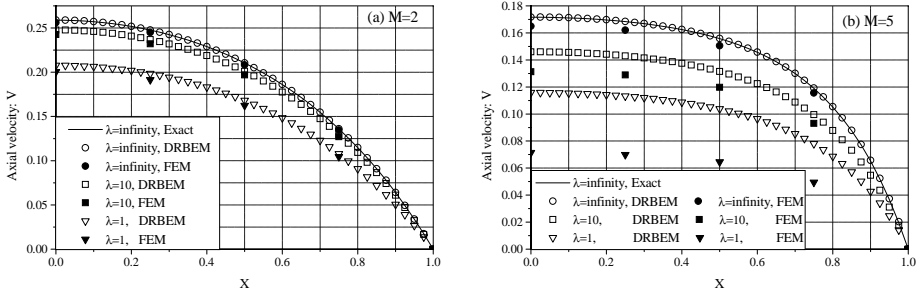 (a) M=2
Axial velocity: V
0.25
0.20
0.15
0.10
0.05
0.00
λ=infinity, Exact
λ=infinity, DRBEM
λ=infinity, FEM
λ=10, DRBEM
λ=10, FEM
λ=1, DRBEM
λ=1, FEM
0.0 0.2 0.4 0.6 0.8 1.0
X
(b) M=5
Axial velocity: V
0.18
0.16
0.14
0.12
0.10
0.08
0.06
0.04
0.02
0.00
λ=infinity, Exact
λ=infinity, DRBEM λ=infinity, FEM
λ=10, DRBEM λ=10, FEM
λ=1, DRBEM λ=1, FEM
0.0 0.2 0.4 0.6 0.8 1.0
X